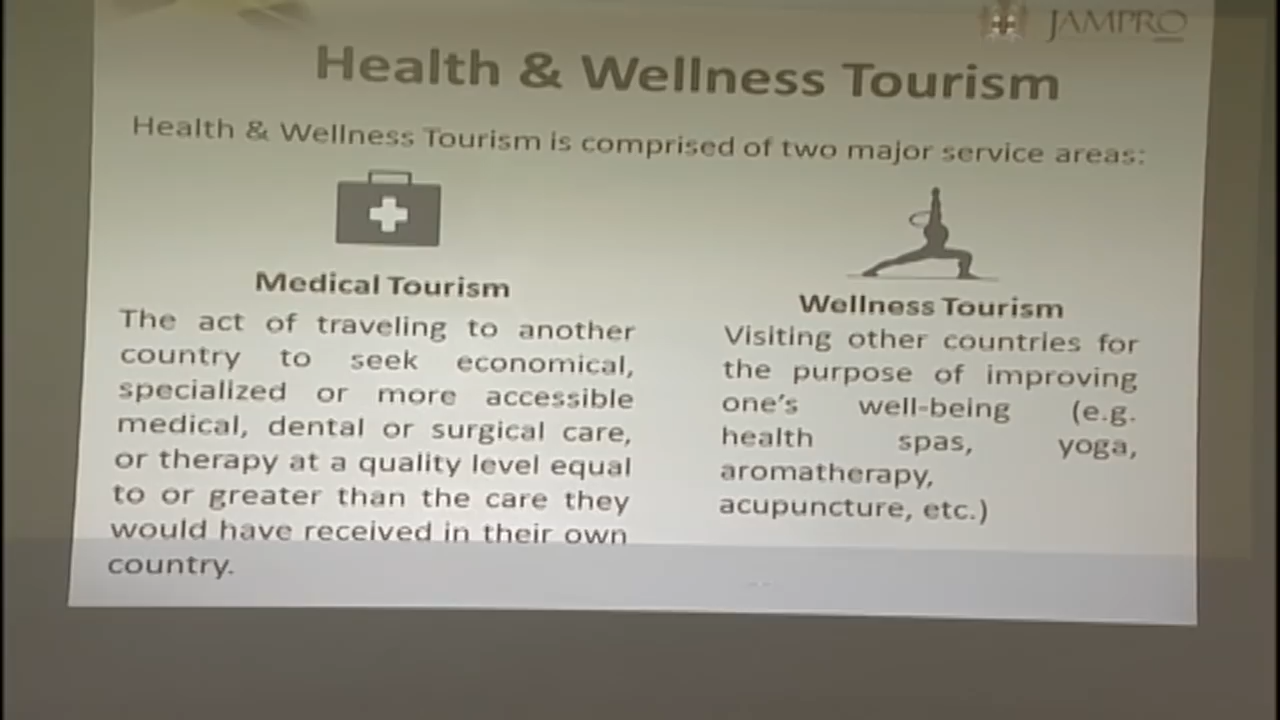 JAMPRO
Health & Wellness Tourism
Health & Wellness Tourism is comprised of two major service areas:
Medical Tourism
The act of traveling to another
country to seek economical,
specialized or more accessible
medical, dental or surgical care,
or therapy at a quality level equal
to or greater than the care they
would have received in their own
country.
Wellness Tourism
Visiting other countries for
the purpose of improving
one's well-being (e.g.
health spas, yoga,
aromatherapy,
acupuncture, etc.)